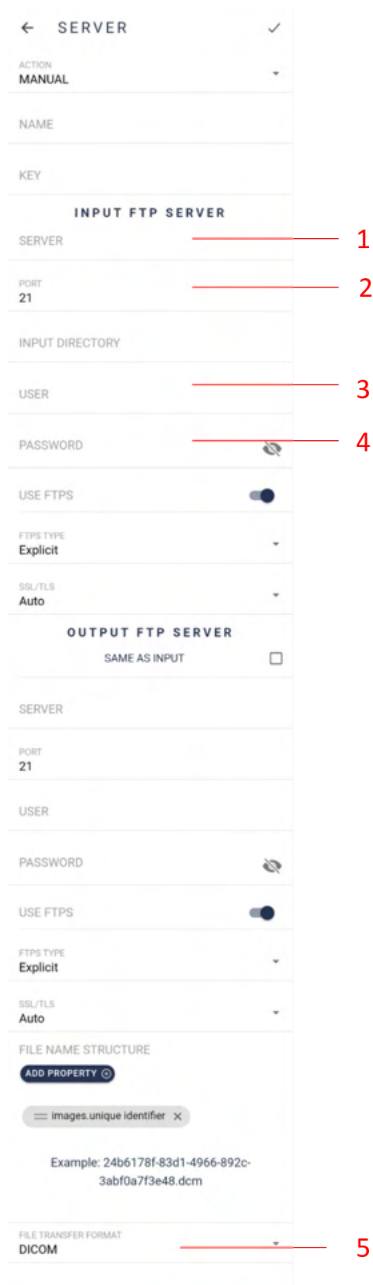 SERVER
ACTION
MANUAL
NAME
KEY
INPUT FTP SERVER
SERVER
1
PORT
21
2
INPUT DIRECTORY
USER
3
PASSWORD
4
USE FTPS
FTPS TYPE
Explicit
SSL/TLS
Auto
OUTPUT FTP SERVER
SAME AS INPUT
SERVER
PORT
21
USER
PASSWORD
USE FTPS
FTPS TYPE
Explicit
SSL/TLS
Auto
FILE NAME STRUCTURE
ADD PROPERTY
images.unique identifier
Example: 24b6178f-83d1-4966-892c-
3abf0a7f3e48.dcm
FILE TRANSFER FORMAT
DICOM
5